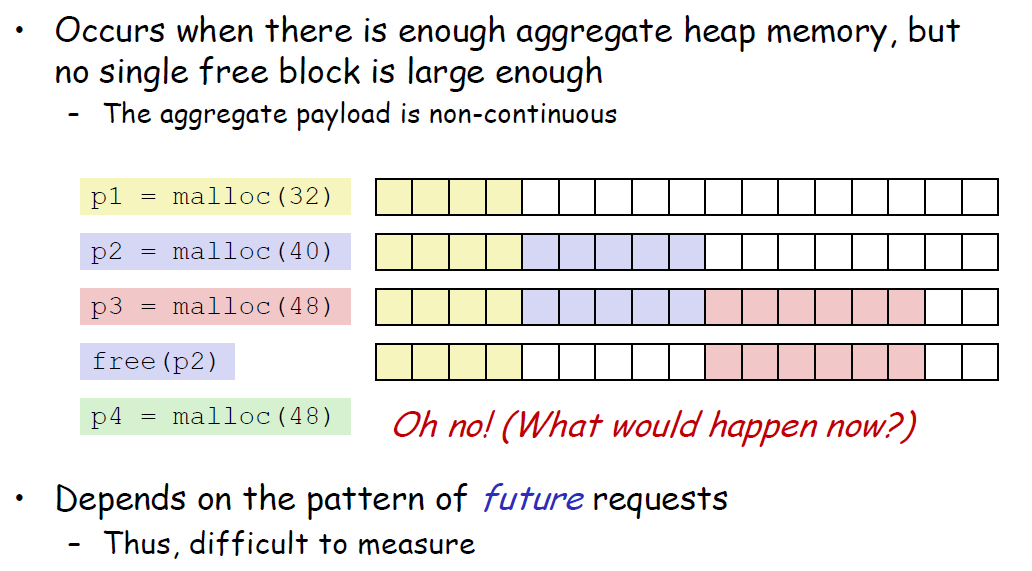 • Occurs when there is enough aggregate heap memory, but
no single free block is large enough
- The aggregate payload is non-continuous
p1 = malloc(32)
p2 = malloc(40)
p3 = malloc(48)
free(p2)
p4 = malloc(48)
Oh no! (What would happen now?)
• Depends on the pattern of future requests
- Thus, difficult to measure